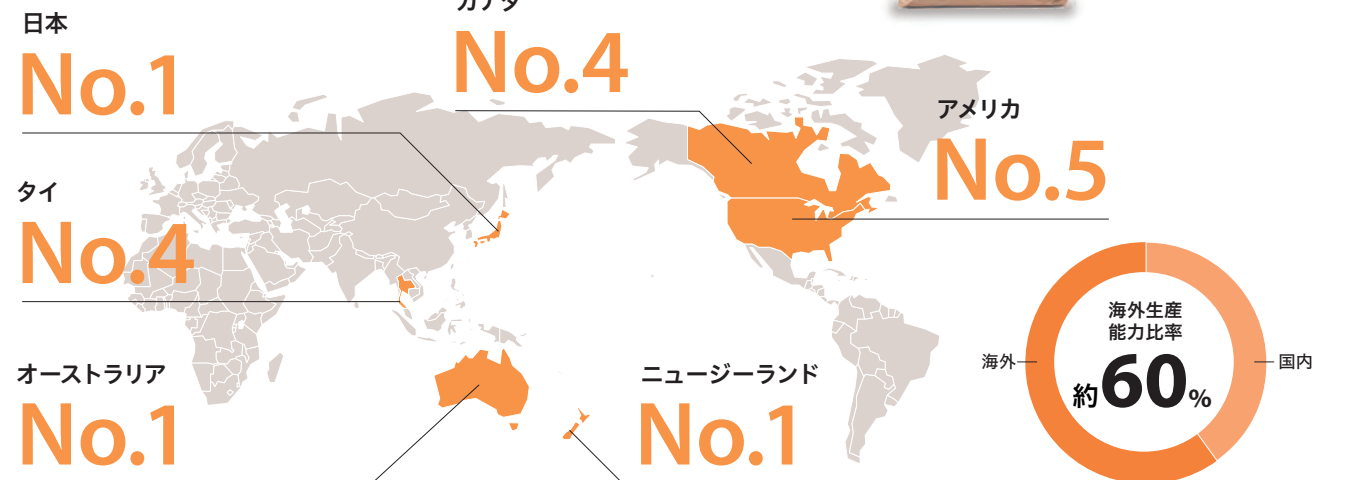 日本
No.1
カナダ
No.4
アメリカ
No.5
タイ
No.4
オーストラリア
No.1
ニュージーランド
No.1
海外生産
能力比率
約60%
海外
国内